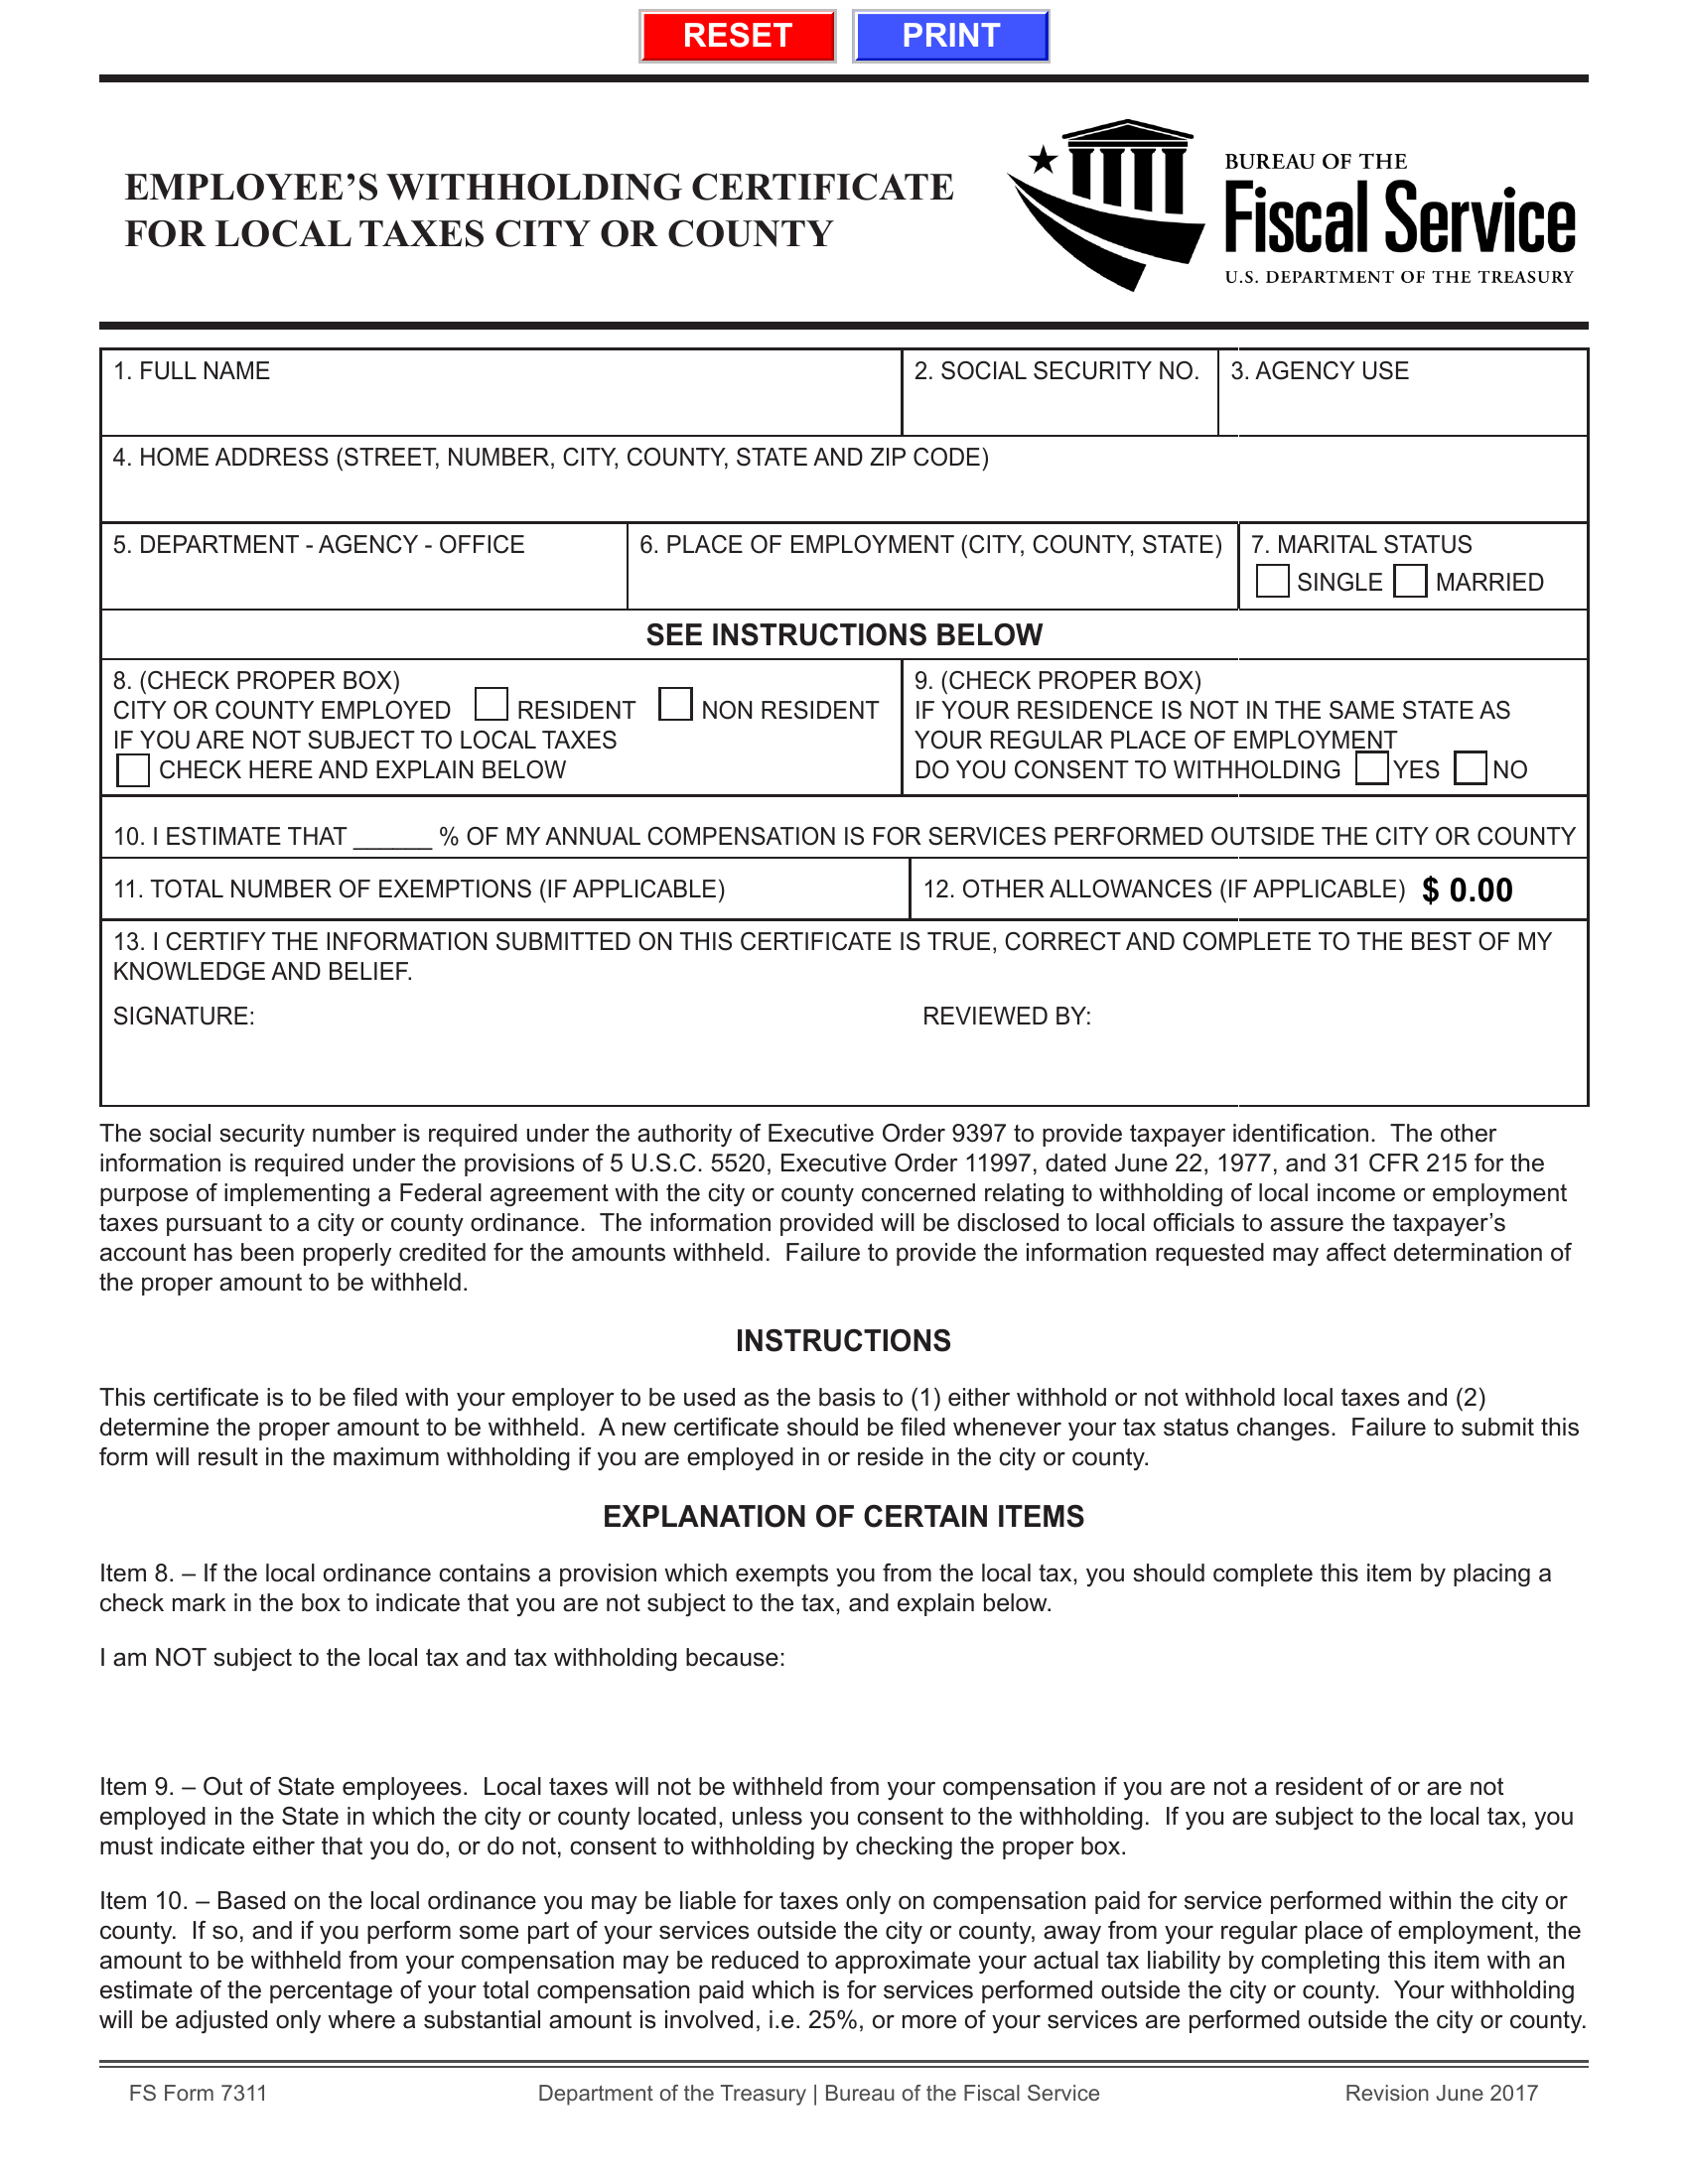 RESET PRINT
EMPLOYEE’S WITHHOLDING CERTIFICATE
FOR LOCAL TAXES CITY OR COUNTY
BUREAU OF THE
Fiscal Service
U.S. DEPARTMENT OF THE TREASURY
1. FULL NAME
2. SOCIAL SECURITY NO.
3. AGENCY USE
4. HOME ADDRESS (STREET, NUMBER, CITY, COUNTY, STATE AND ZIP CODE)
5. DEPARTMENT - AGENCY - OFFICE
6. PLACE OF EMPLOYMENT (CITY, COUNTY, STATE)
7. MARITAL STATUS
SINGLE MARRIED
SEE INSTRUCTIONS BELOW
8. (CHECK PROPER BOX)
CITY OR COUNTY EMPLOYED RESIDENT NON RESIDENT
IF YOU ARE NOT SUBJECT TO LOCAL TAXES
CHECK HERE AND EXPLAIN BELOW
9. (CHECK PROPER BOX)
IF YOUR RESIDENCE IS NOT IN THE SAME STATE AS
YOUR REGULAR PLACE OF EMPLOYMENT
DO YOU CONSENT TO WITHHOLDING YES NO
10. I ESTIMATE THAT ______ % OF MY ANNUAL COMPENSATION IS FOR SERVICES PERFORMED OUTSIDE THE CITY OR COUNTY
11. TOTAL NUMBER OF EXEMPTIONS (IF APPLICABLE)
12. OTHER ALLOWANCES (IF APPLICABLE) $ 0.00
13. I CERTIFY THE INFORMATION SUBMITTED ON THIS CERTIFICATE IS TRUE, CORRECT AND COMPLETE TO THE BEST OF MY
KNOWLEDGE AND BELIEF.
SIGNATURE:
REVIEWED BY:
The social security number is required under the authority of Executive Order 9397 to provide taxpayer identification. The other
information is required under the provisions of 5 U.S.C. 5520, Executive Order 11997, dated June 22, 1977, and 31 CFR 215 for the
purpose of implementing a Federal agreement with the city or county concerned relating to withholding of local income or employment
taxes pursuant to a city or county ordinance. The information provided will be disclosed to local officials to assure the taxpayer’s
account has been properly credited for the amounts withheld. Failure to provide the information requested may affect determination of
the proper amount to be withheld.
INSTRUCTIONS
This certificate is to be filed with your employer to be used as the basis to (1) either withhold or not withhold local taxes and (2)
determine the proper amount to be withheld. A new certificate should be filed whenever your tax status changes. Failure to submit this
form will result in the maximum withholding if you are employed in or reside in the city or county.
EXPLANATION OF CERTAIN ITEMS
Item 8. – If the local ordinance contains a provision which exempts you from the local tax, you should complete this item by placing a
check mark in the box to indicate that you are not subject to the tax, and explain below.
I am NOT subject to the local tax and tax withholding because:
Item 9. – Out of State employees. Local taxes will not be withheld from your compensation if you are not a resident of or are not
employed in the State in which the city or county located, unless you consent to the withholding. If you are subject to the local tax, you
must indicate either that you do, or do not, consent to withholding by checking the proper box.
Item 10. – Based on the local ordinance you may be liable for taxes only on compensation paid for service performed within the city or
county. If so, and if you perform some part of your services outside the city or county, away from your regular place of employment, the
amount to be withheld from your compensation may be reduced to approximate your actual tax liability by completing this item with an
estimate of the percentage of your total compensation paid which is for services performed outside the city or county. Your withholding
will be adjusted only where a substantial amount is involved, i.e. 25%, or more of your services are performed outside the city or county.
FS Form 7311 Department of the Treasury | Bureau of the Fiscal Service Revision June 2017